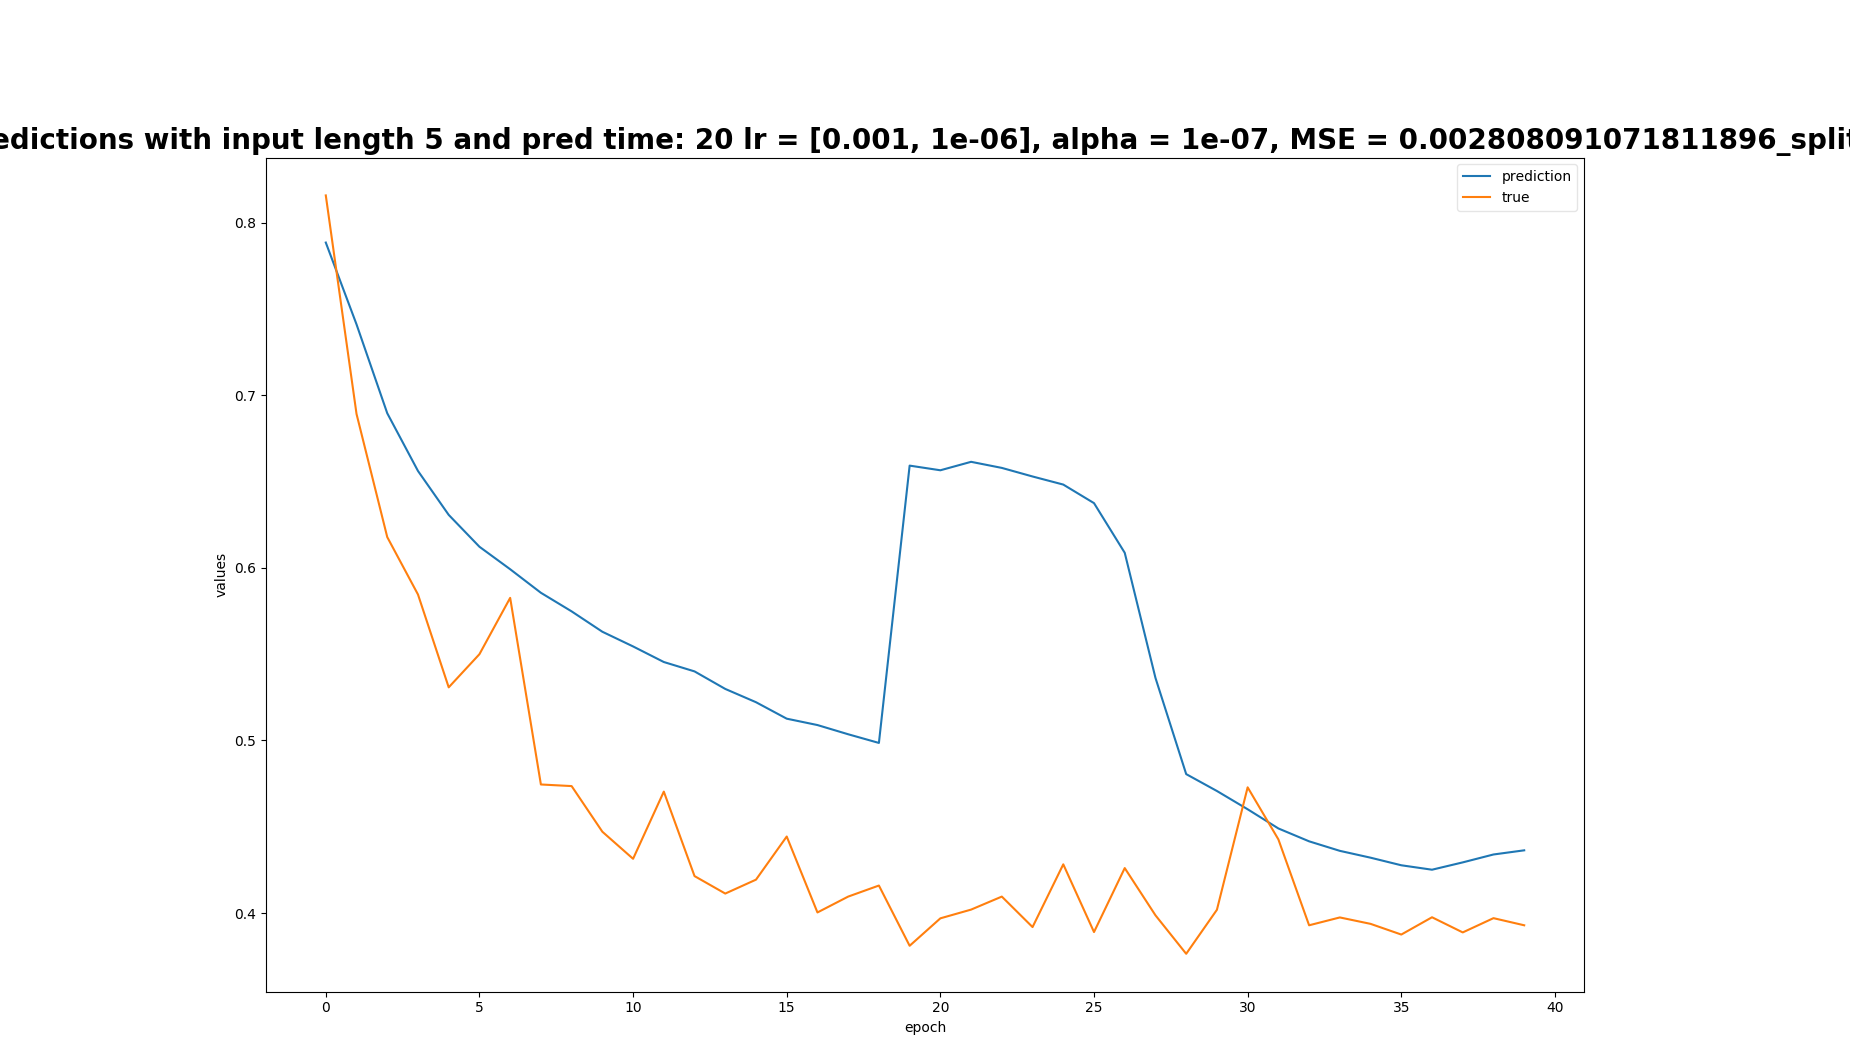 edictions with input length 5 and pred time: 20 lr = [0.001, 1e-06], alpha = 1e-07, MSE = 0.002808091071811896_split
prediction
true
0.8
0.7
0.6
0.5
0.4
values
0 5 10 15 20 25 30 35 40
epoch